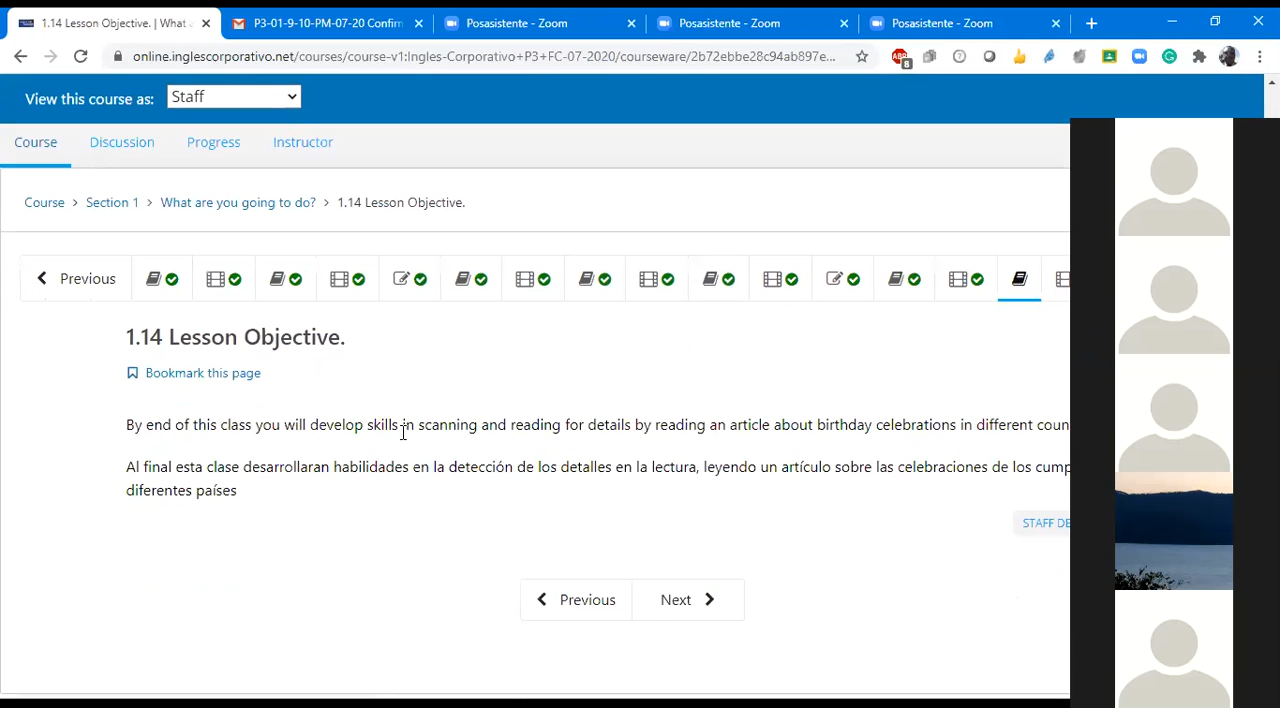 1.14 Lesson Objective. | What
P3-01-9-10-PM-07-20 Confirm
Posasistente - Zoom
Posasistente - Zoom
Posasistente - Zoom
online.inglescorporativo.net/courses/course-v1:Ingles-Corporativo+P3+FC-07-2020/courseware/2b72ebbe28c94ab897e...
8
View this course as: Staff
Course Discussion Progress Instructor
Course > Section 1 > What are you going to do? > 1.14 Lesson Objective.
Previous
1.14 Lesson Objective.
Bookmark this page
By end of this class you will develop skills in scanning and reading for details by reading an article about birthday celebrations in different coun
Al final esta clase desarrollaran habilidades en la detección de los detalles en la lectura, leyendo un artículo sobre las celebraciones de los cump
diferentes países
STAFF DE
Previous Next